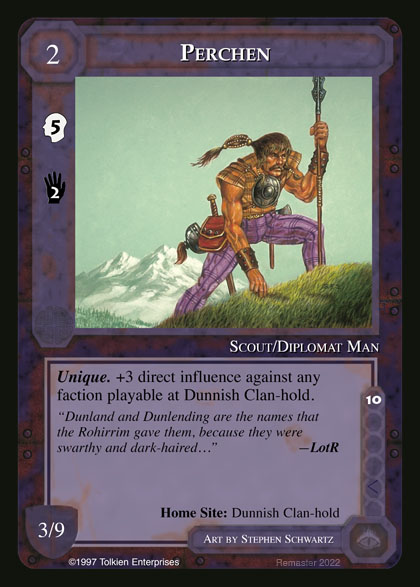 2
PERCHEN
5
2
SCOUT/DIPLOMAT MAN
Unique. +3 direct influence against any
faction playable at Dunnish Clan-hold.
10
“Dunland and Dunlending are the names that
the Rohirrim gave them, because they were
swarthy and dark-haired…” —LotR
Home Site: Dunnish Clan-hold
3/9
ART BY STEPHEN SCHWARTZ
©1997 Tolkien Enterprises
Remaster 2022